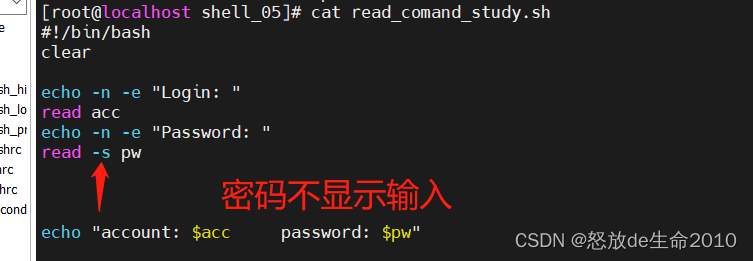 [root@localhost shell_05]# cat read_comand_study.sh
#!/bin/bash
clear
echo -n -e "Login: "
read acc
echo -n -e "Password: "
read -s pw
密码不显示输入
echo "account: $acc     password: $pw"
sh_hi
sh_lo
sh_pr
shrc
hrc
hrc
cond
CSDN @怒放de生命2010